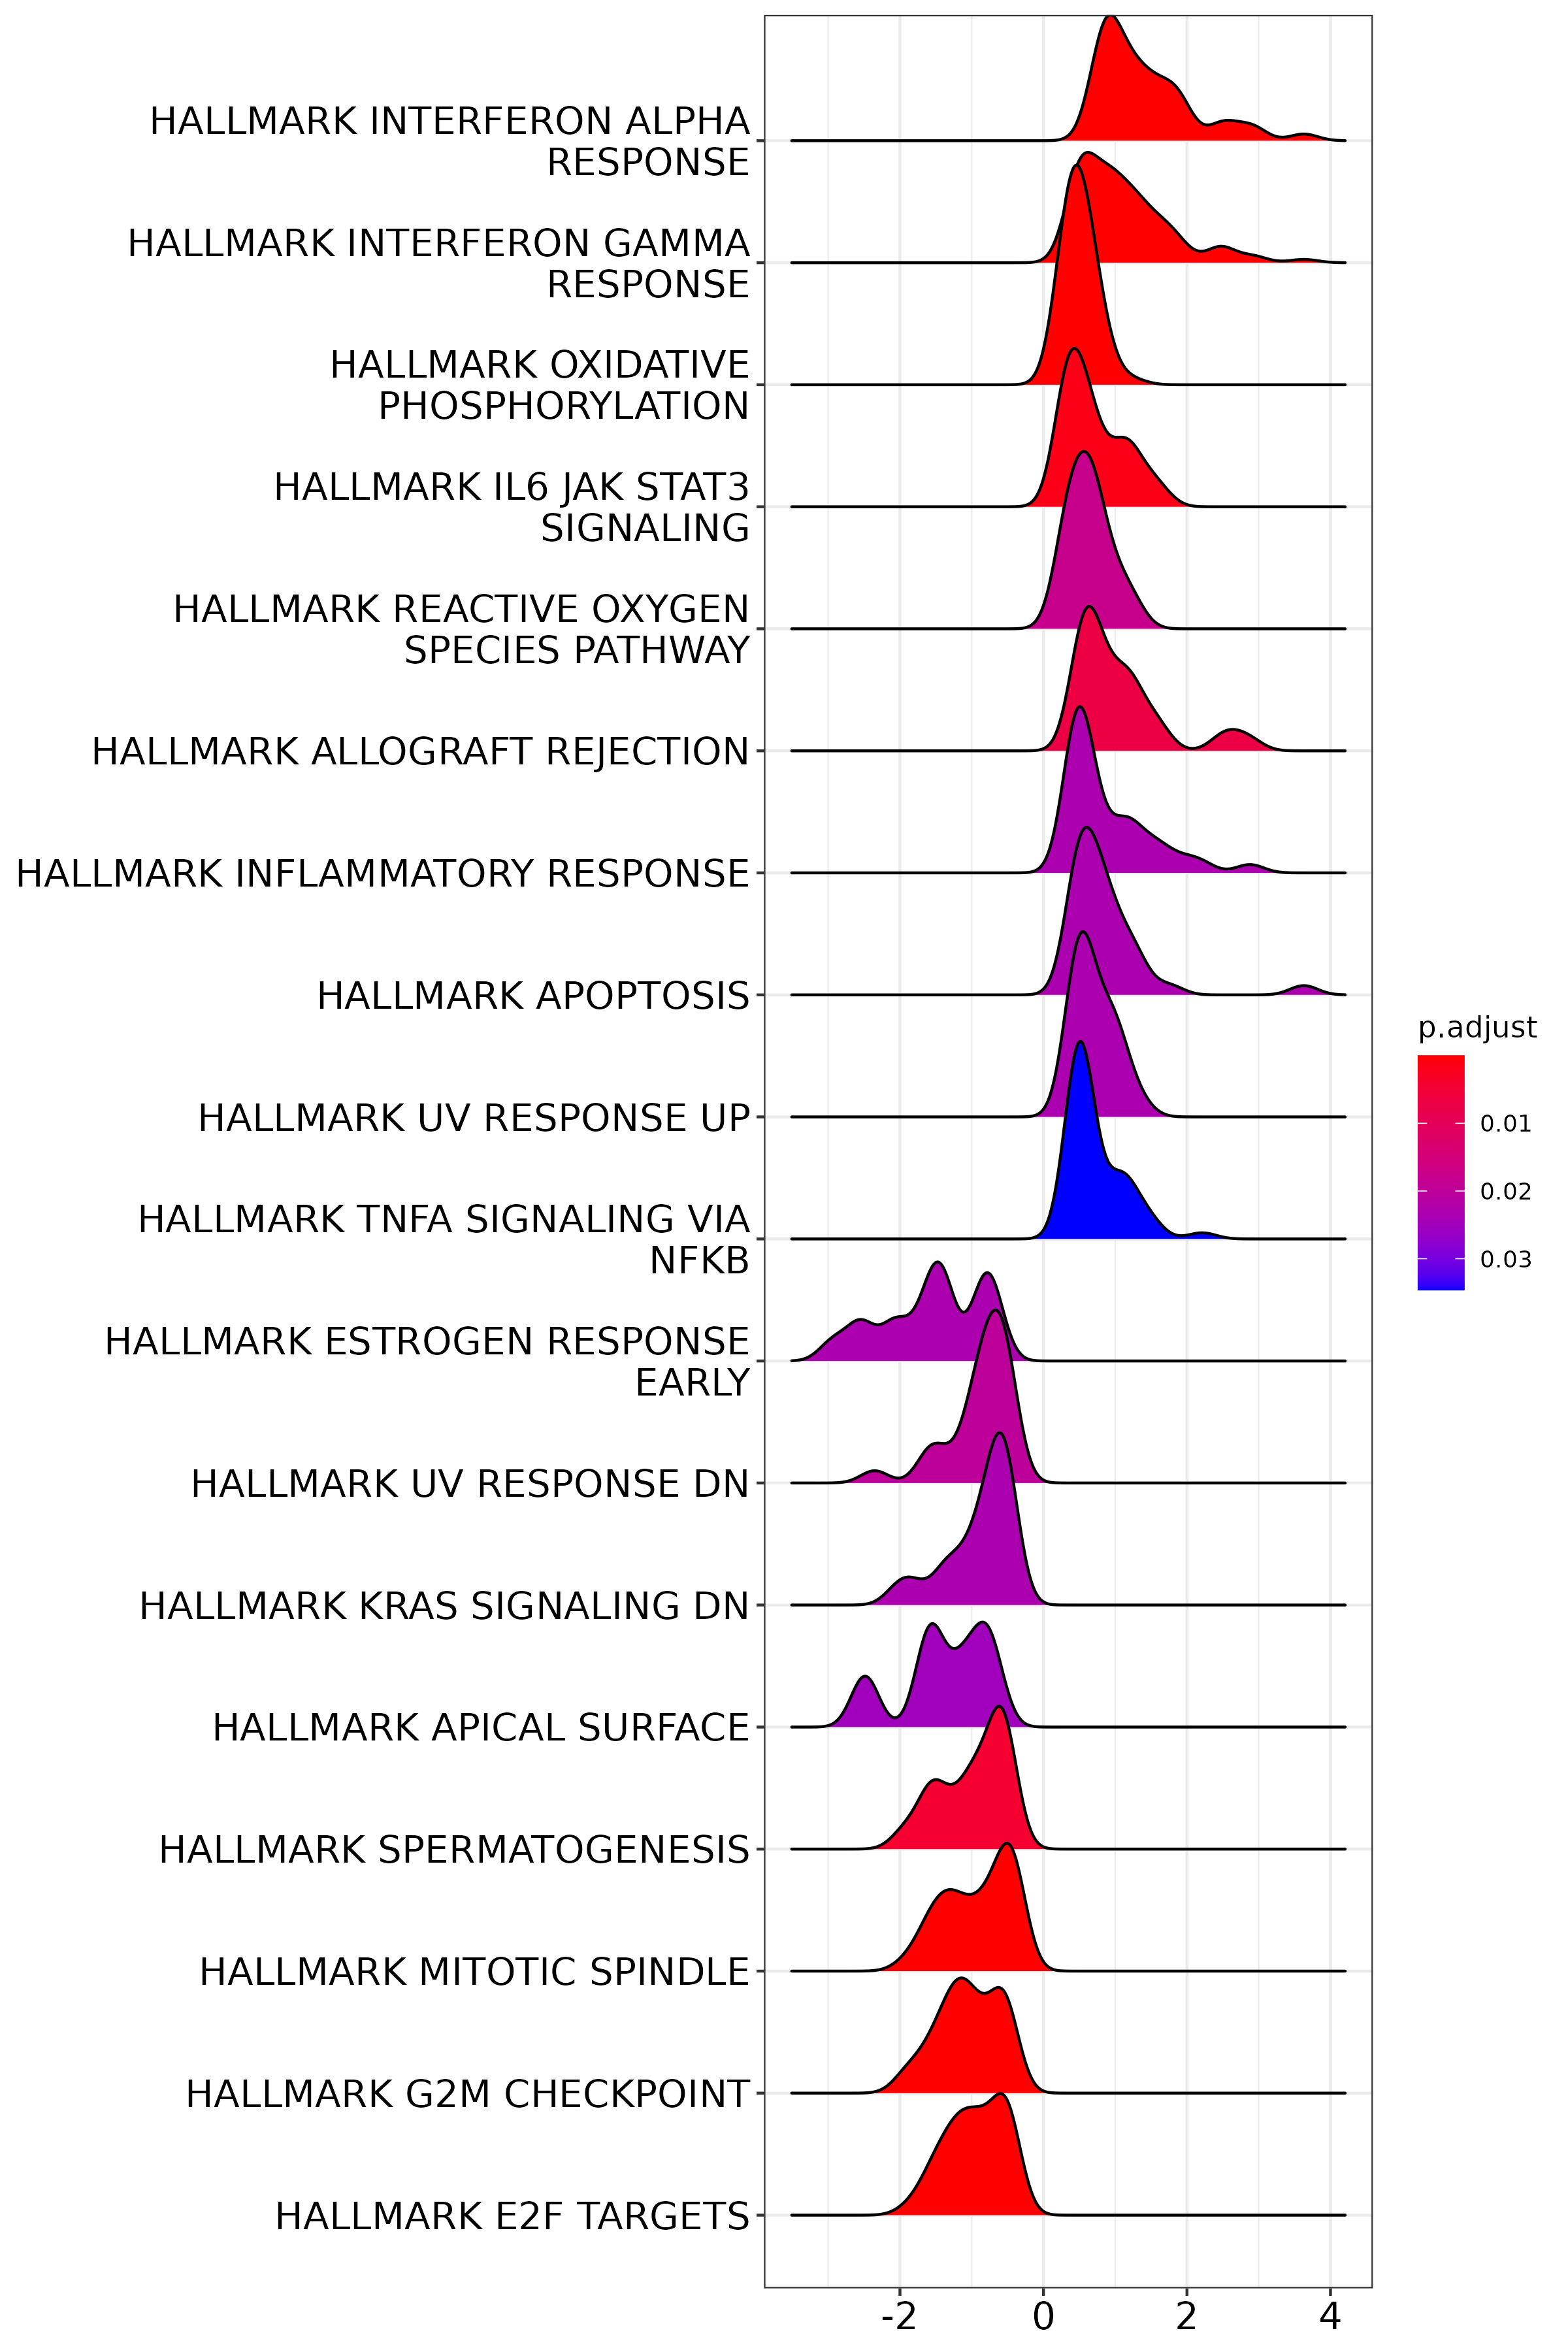 HALLMARK INTERFERON ALPHA
RESPONSE
HALLMARK INTERFERON GAMMA
RESPONSE
HALLMARK OXIDATIVE
PHOSPHORYLATION
HALLMARK IL6 JAK STAT3
SIGNALING
HALLMARK REACTIVE OXYGEN
SPECIES PATHWAY
HALLMARK ALLOGRAFT REJECTION
HALLMARK INFLAMMATORY RESPONSE
HALLMARK APOPTOSIS
HALLMARK UV RESPONSE UP
HALLMARK TNFA SIGNALING VIA
NFKB
HALLMARK ESTROGEN RESPONSE
EARLY
HALLMARK UV RESPONSE DN
HALLMARK KRAS SIGNALING DN
HALLMARK APICAL SURFACE
HALLMARK SPERMATOGENESIS
HALLMARK MITOTIC SPINDLE
HALLMARK G2M CHECKPOINT
HALLMARK E2F TARGETS
-2 0 2 4
p.adjust
0.01
0.02
0.03